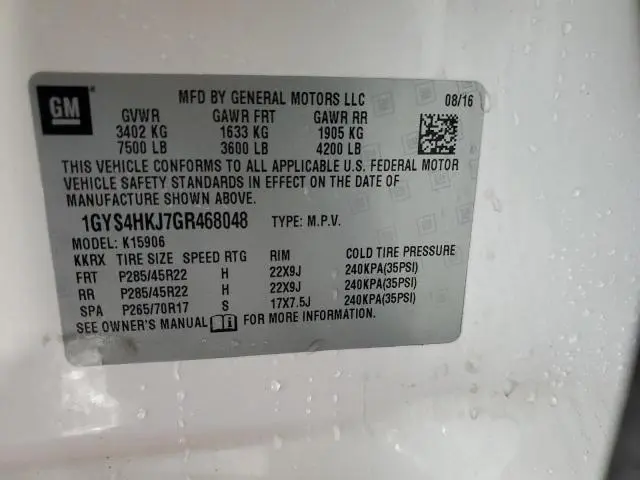 GM
MFD BY GENERAL MOTORS LLC 08/16
GVWR GAWR FRT GAWR RR
3402 KG 1633 KG 1905 KG
7500 LB 3600 LB 4200 LB
THIS VEHICLE CONFORMS TO ALL APPLICABLE U.S. FEDERAL MOTOR
VEHICLE SAFETY STANDARDS IN EFFECT ON THE DATE OF
MANUFACTURE SHOWN ABOVE.
1GYS4HKJ7GR468048 TYPE: M.P.V.
MODEL: K15906
KKRX TIRE SIZE SPEED RTG RIM COLD TIRE PRESSURE
FRT P285/45R22 H 22X9J 240KPA(35PSI)
RR P285/45R22 H 22X9J 240KPA(35PSI)
SPA P265/70R17 S 17X7.5J 240KPA(35PSI)
SEE OWNER'S MANUAL FOR MORE INFORMATION.